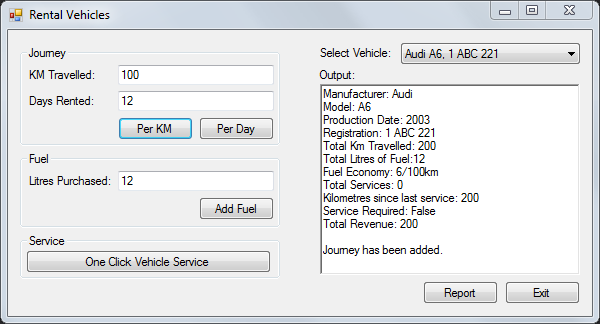 Rental Vehicles
Journey
KM Travelled: 100
Days Rented: 12
Per KM Per Day
Fuel
Litres Purchased: 12
Add Fuel
Service
One Click Vehicle Service
Select Vehicle: Audi A6, 1 ABC 221
Output:
Manufacturer: Audi
Model: A6
Production Date: 2003
Registration: 1 ABC 221
Total Km Travelled: 200
Total Litres of Fuel:12
Fuel Economy: 6/100km
Total Services: 0
Kilometres since last service: 200
Service Required: False
Total Revenue: 200
Journey has been added.
Report Exit